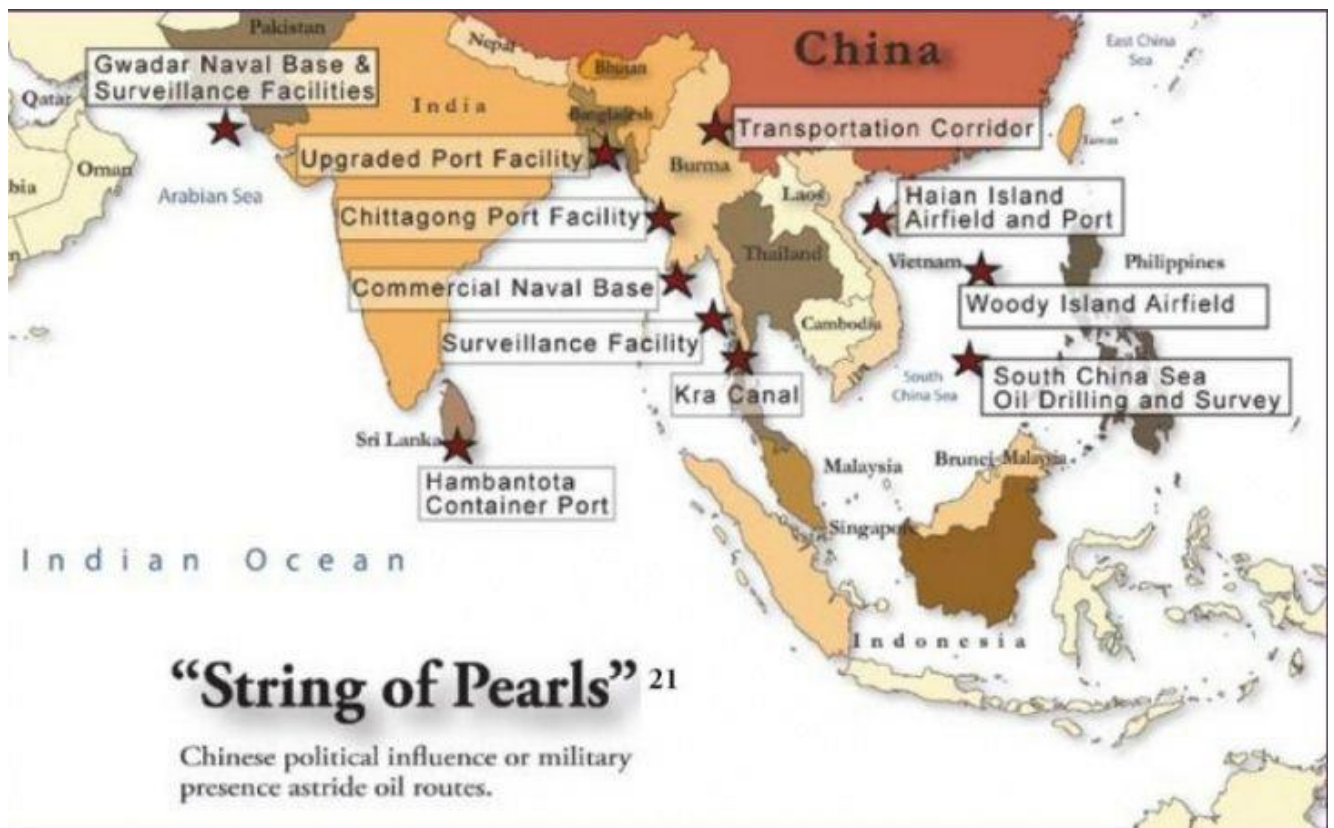 Pakistan
Nepal
China
East China
Sea
Gwadar Naval Base &
Surveillance Facilities
Bhutan
Qatar
India
Bangladesh
Transportation Corridor
Taiwan
Upgraded Port Facility
Burma
Oman
bia
Arabian Sea
Laos
Haian Island
Airfield and Port
Chittagong Port Facility
Thailand
Vietnam
Philippines
Commercial Naval Base
Woody Island Airfield
Cambodia
Surveillance Facility
South
China Sea
South China Sea
Oil Drilling and Survey
Kra Canal
Sri Lanka
Malaysia
Brunei
Malaysia
Hambantota
Container Port
Singapore
Indian Ocean
Indonesia
“String of Pearls” 21
Chinese political influence or military
presence astride oil routes.